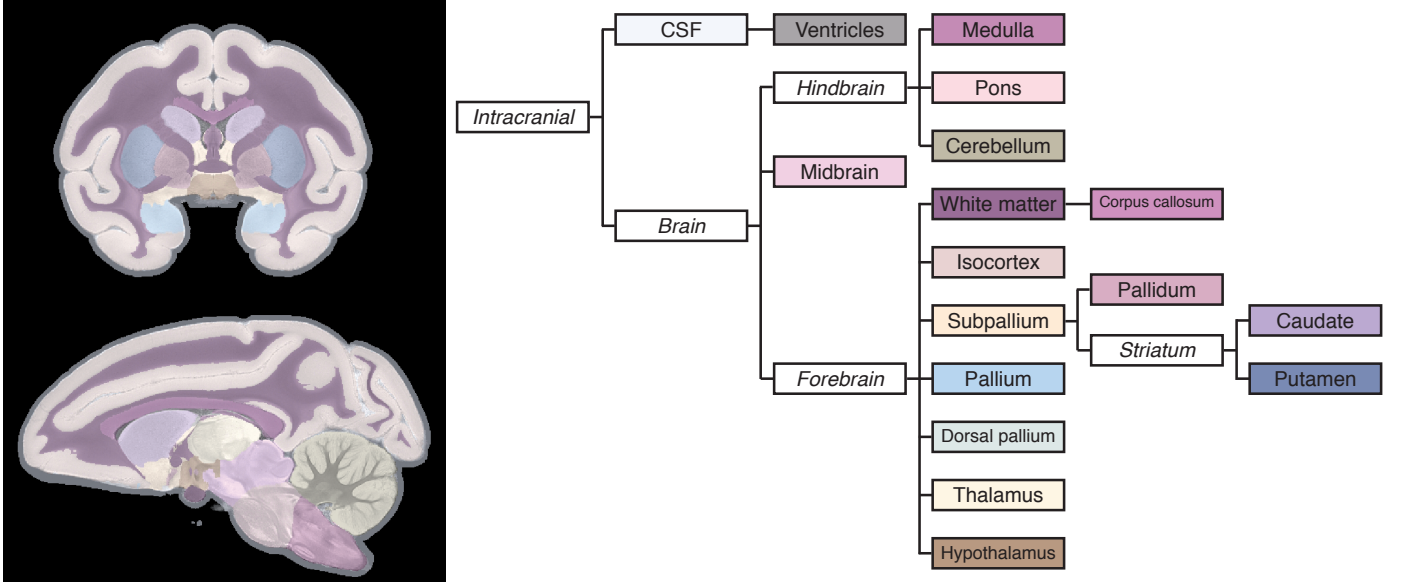 Intracranial
CSF
Ventricles
Brain
Hindbrain
Medulla
Pons
Cerebellum
Midbrain
Forebrain
White matter
Corpus callosum
Isocortex
Subpallium
Pallidum
Striatum
Caudate
Putamen
Pallium
Dorsal pallium
Thalamus
Hypothalamus